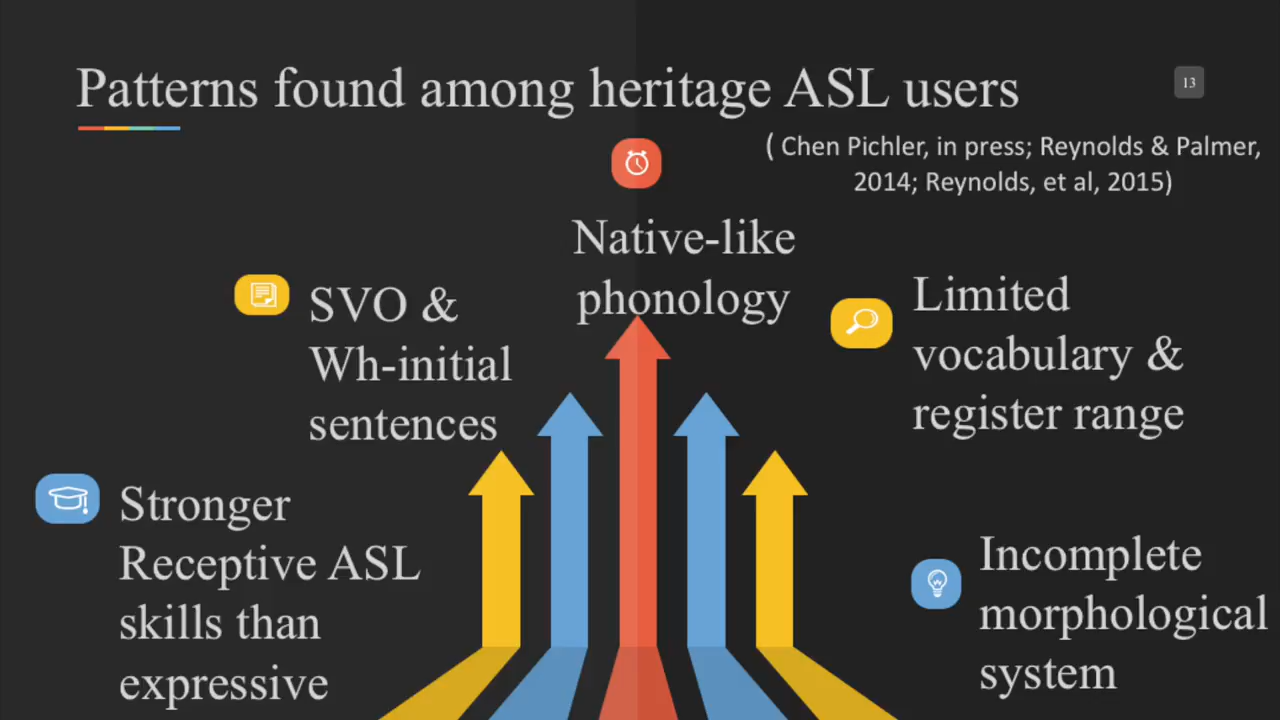 Patterns found among heritage ASL users
13
( Chen Pichler, in press; Reynolds & Palmer,
2014; Reynolds, et al, 2015)
Native-like
phonology
SVO &
Wh-initial
sentences
Limited
vocabulary &
register range
Stronger
Receptive ASL
skills than
expressive
Incomplete
morphological
system